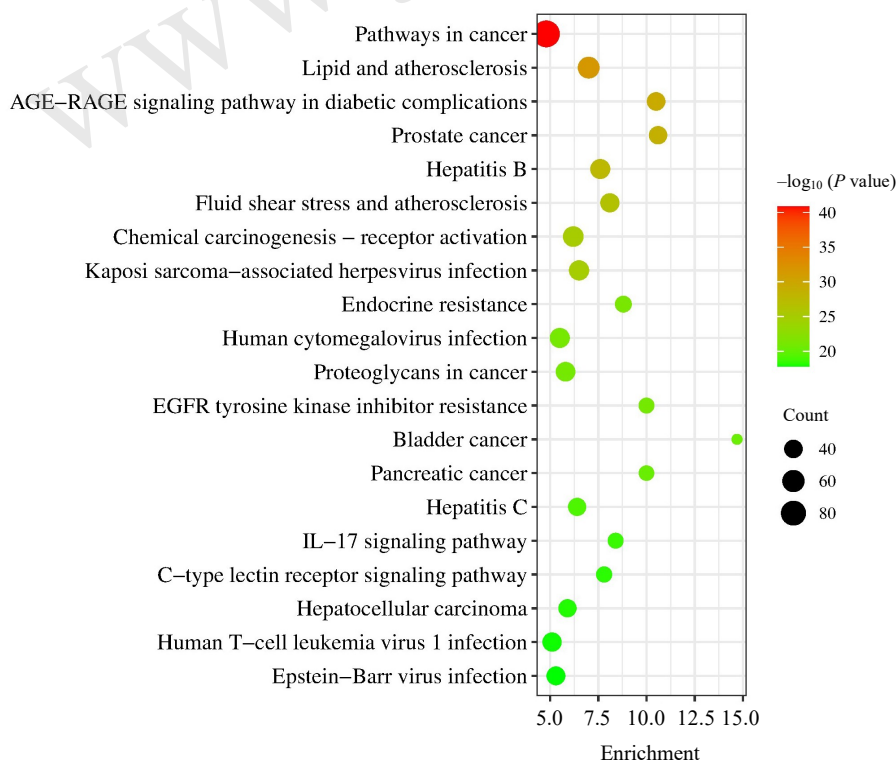 Pathways in cancer
Lipid and atherosclerosis
AGE−RAGE signaling pathway in diabetic complications
Prostate cancer
Hepatitis B
Fluid shear stress and atherosclerosis
Chemical carcinogenesis − receptor activation
Kaposi sarcoma−associated herpesvirus infection
Endocrine resistance
Human cytomegalovirus infection
Proteoglycans in cancer
EGFR tyrosine kinase inhibitor resistance
Bladder cancer
Pancreatic cancer
Hepatitis C
IL−17 signaling pathway
C−type lectin receptor signaling pathway
Hepatocellular carcinoma
Human T−cell leukemia virus 1 infection
Epstein−Barr virus infection
5.0 7.5 10.0 12.5 15.0
Enrichment
–log₁₀ (P value)
40
35
30
25
20
Count
40
60
80